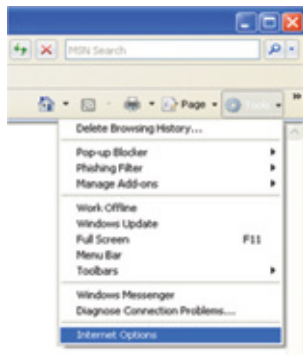 MSN Search
Page Tools
Delete Browsing History...
Pop-up Blocker
Phishing Filter
Manage Add-ons
Work Offline
Windows Update
Full Screen F11
Menu Bar
Toolbars
Windows Messenger
Diagnose Connection Problems...
Internet Options